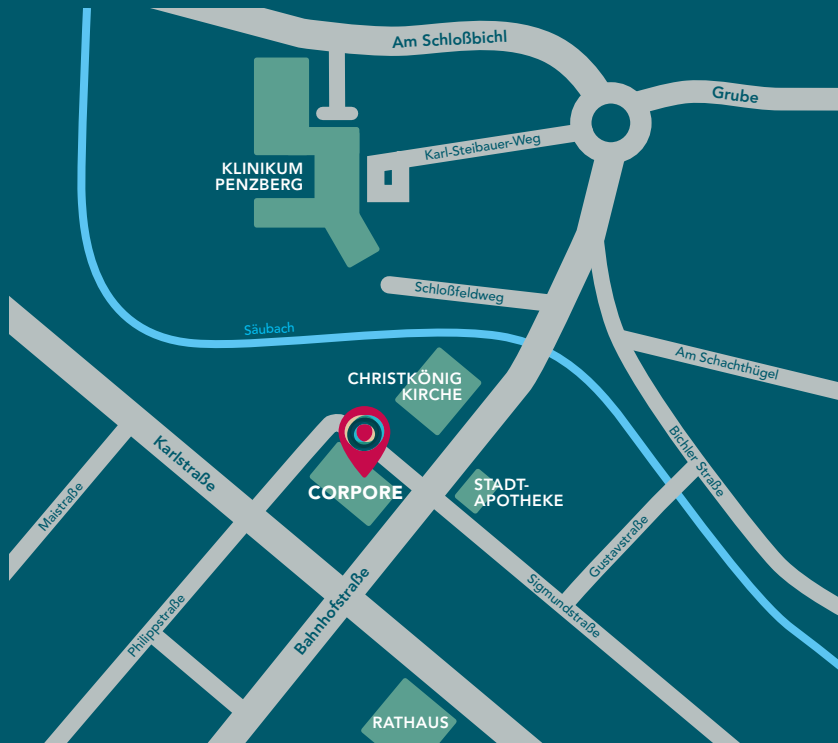 Am Schloßbichl
Grube
Karl-Steibauer-Weg
KLINIKUM
PENZBERG
Schloßfeldweg
Säubach
Am Schachthügel
CHRISTKÖNIG
KIRCHE
Karlstraße
Bichler Straße
Maistraße
CORPORE
STADT-
APOTHEKE
Gustavstraße
Sigmundstraße
Bahnhofstraße
Philippstraße
RATHAUS